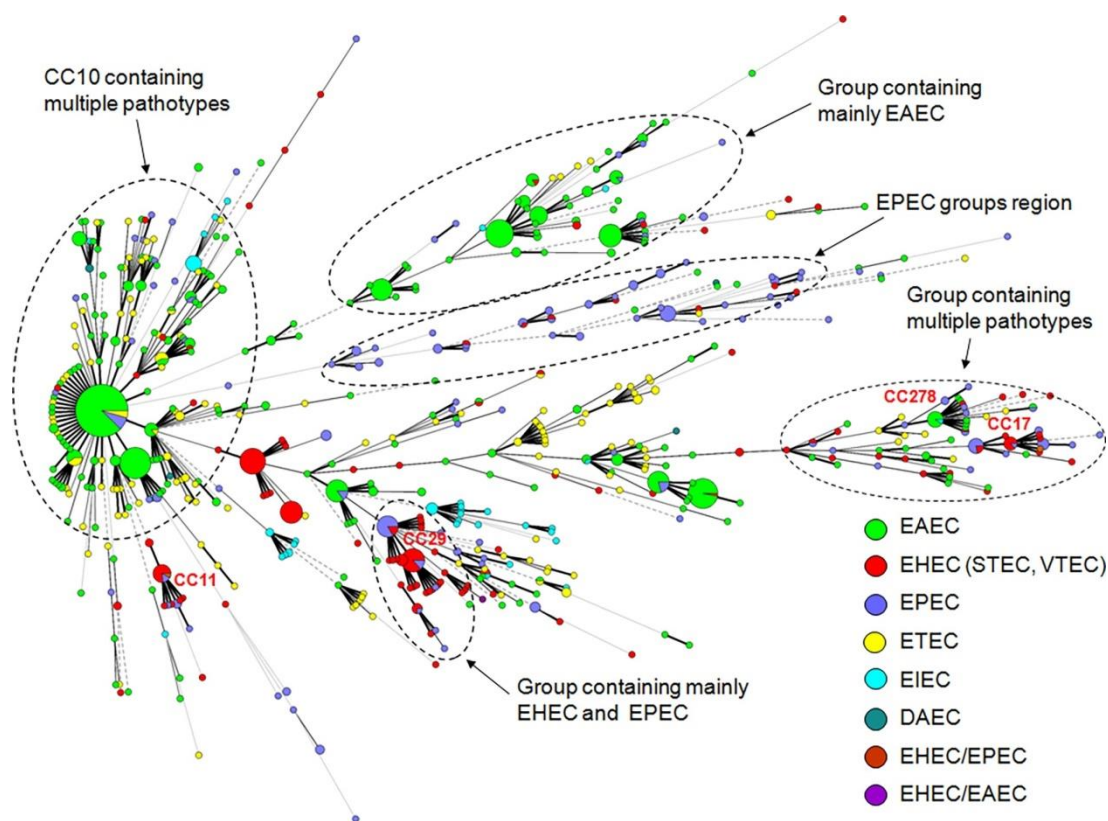 CC10 containing
multiple pathotypes
Group containing
mainly EAEC
EPEC groups region
Group containing
multiple pathotypes
CC278
CC17
CC29
CC11
Group containing mainly
EHEC and EPEC
EAEC
EHEC (STEC, VTEC)
EPEC
ETEC
EIEC
DAEC
EHEC/EPEC
EHEC/EAEC